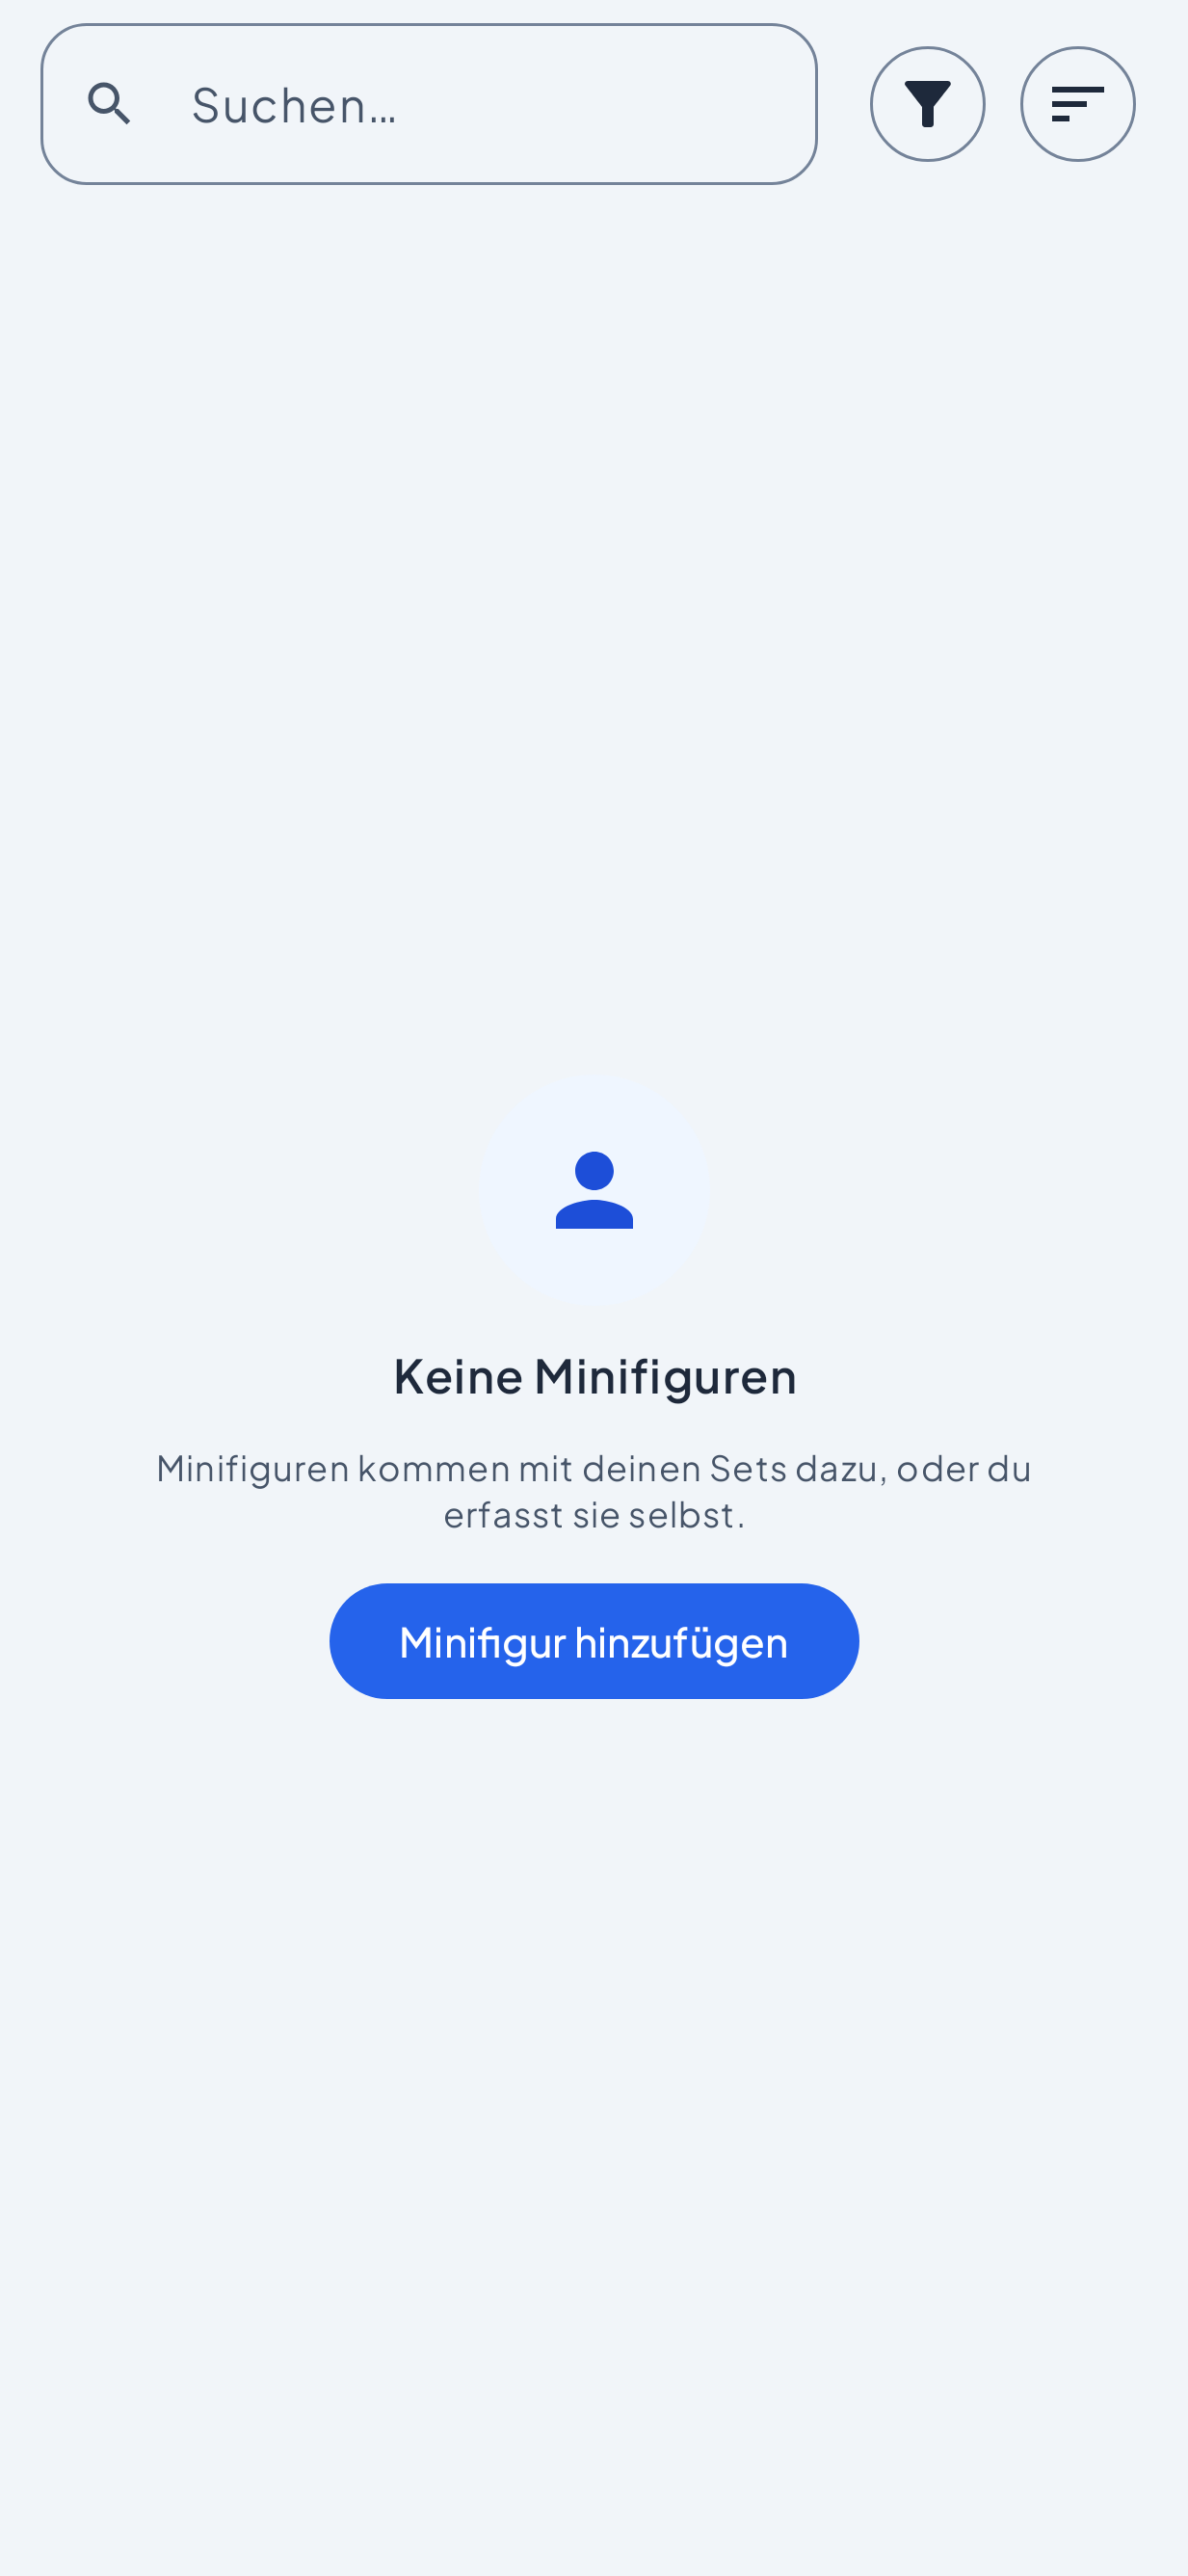 Suchen…
Keine Minifiguren
Minifiguren kommen mit deinen Sets dazu, oder du
erfasst sie selbst.
Minifigur hinzufügen